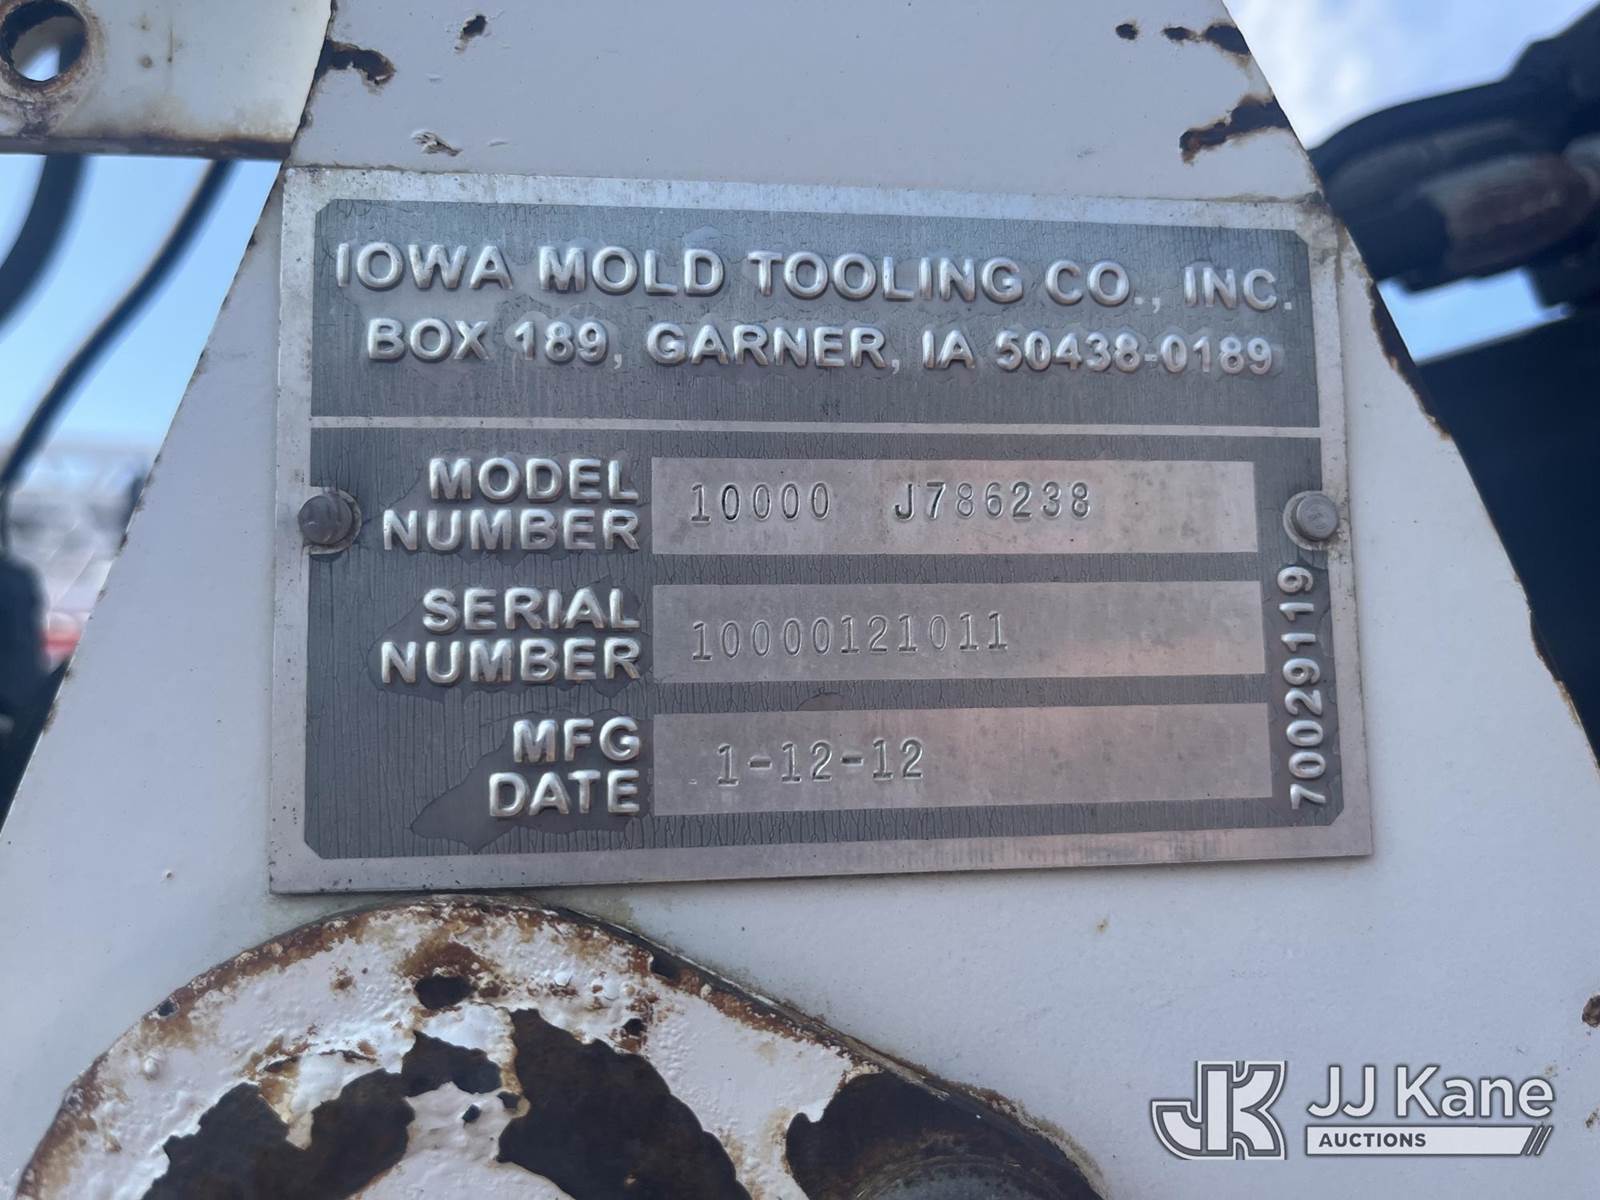 IOWA MOLD TOOLING CO., INC.
BOX 189, GARNER, IA 50438-0189
MODEL NUMBER 10000 J786238
SERIAL NUMBER 10000121011
MFG DATE 1-12-12
70029119
JK JJ Kane
AUCTIONS